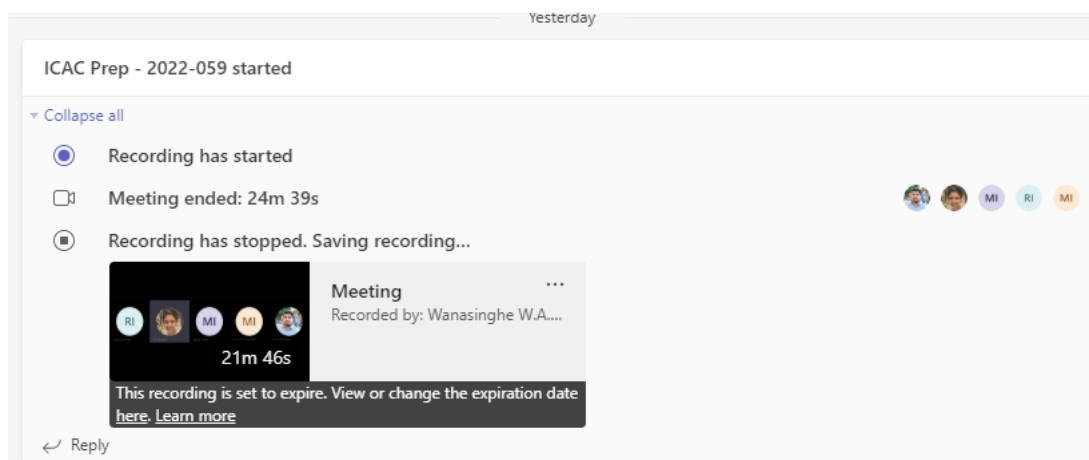 Yesterday
ICAC Prep - 2022-059 started
Collapse all
Recording has started
Meeting ended: 24m 39s
MI RI MI
Recording has stopped. Saving recording...
RI MI MI
21m 46s
Meeting
...
Recorded by: Wanasinghe W.A....
This recording is set to expire. View or change the expiration date
here. Learn more
Reply